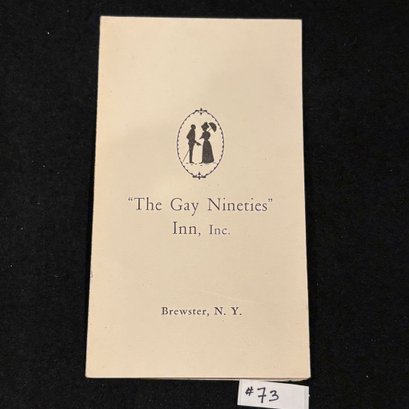 "The Gay Nineties"
Inn, Inc.
Brewster, N. Y.
#73